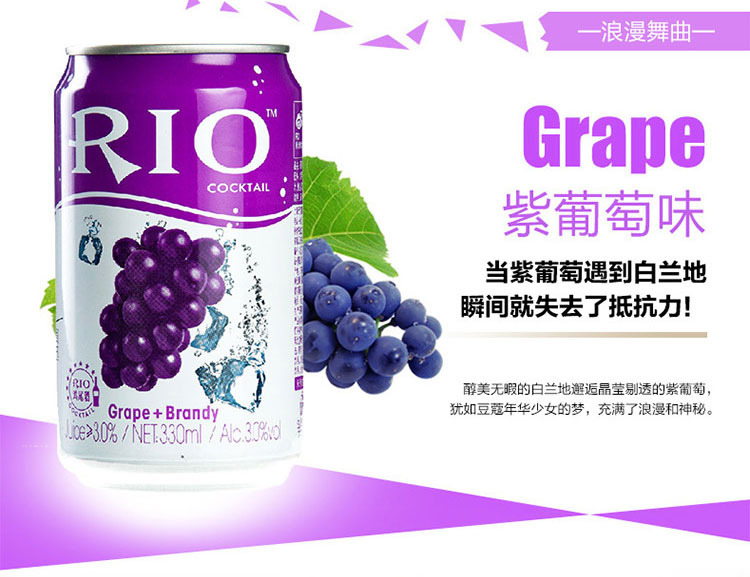 —浪漫舞曲—
RIO™
COCKTAIL
Grape
紫葡萄味
当紫葡萄遇到白兰地
瞬间就失去了抵抗力!
醇美无暇的白兰地邂逅晶莹剔透的紫葡萄，
犹如豆蔻年华少女的梦，充满了浪漫和神秘。
RIO
Grape+Brandy
Juice≥3.0% / NET:330ml / Alc.3.0%vol